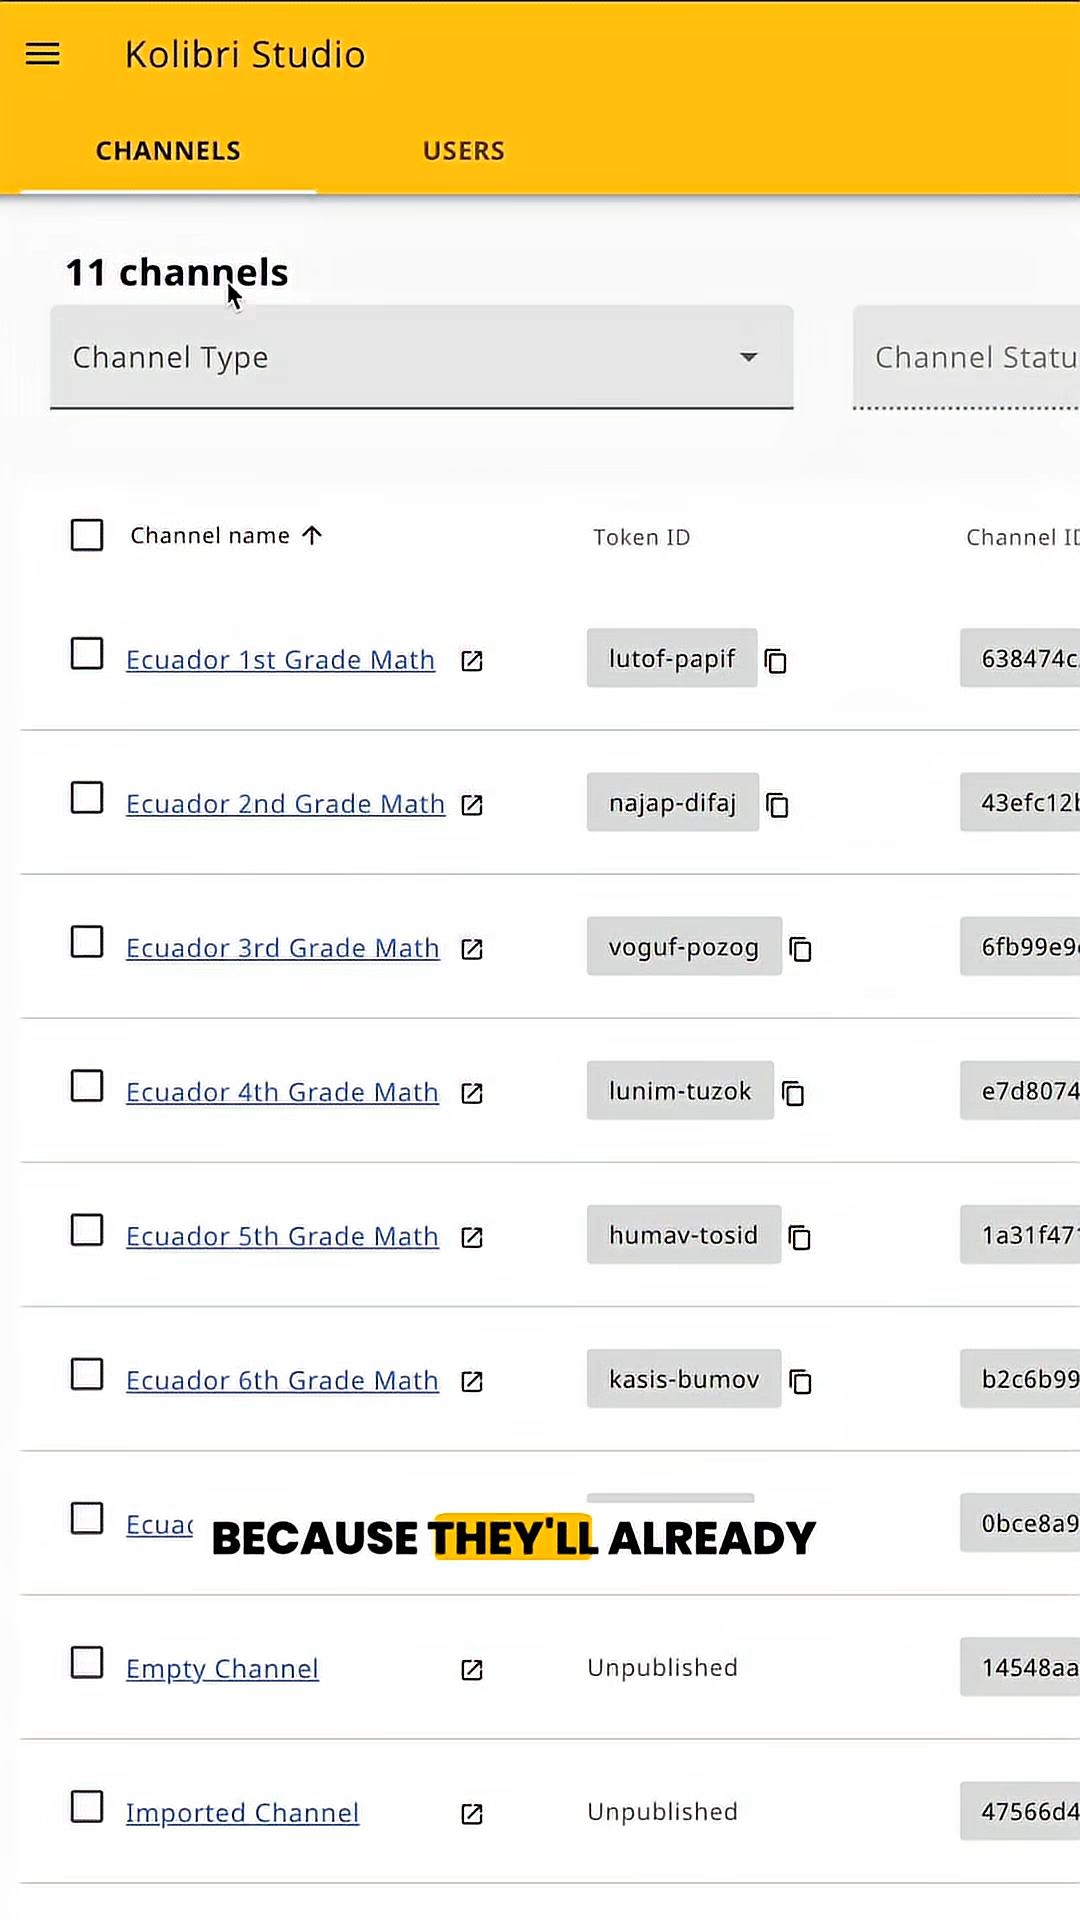 Kolibri Studio
CHANNELS USERS
11 channels
Channel Type Channel Statu
Channel name Token ID Channel ID
Ecuador 1st Grade Math lutof-papif 638474c
Ecuador 2nd Grade Math najap-difaj 43efc12b
Ecuador 3rd Grade Math voguf-pozog 6fb99e9
Ecuador 4th Grade Math lunim-tuzok e7d8074
Ecuador 5th Grade Math humav-tosid 1a31f47
Ecuador 6th Grade Math kasis-bumov b2c6b99
Ecuad 0bce8a9
BECAUSE THEY'LL ALREADY
Empty Channel Unpublished 14548aa
Imported Channel Unpublished 47566d4